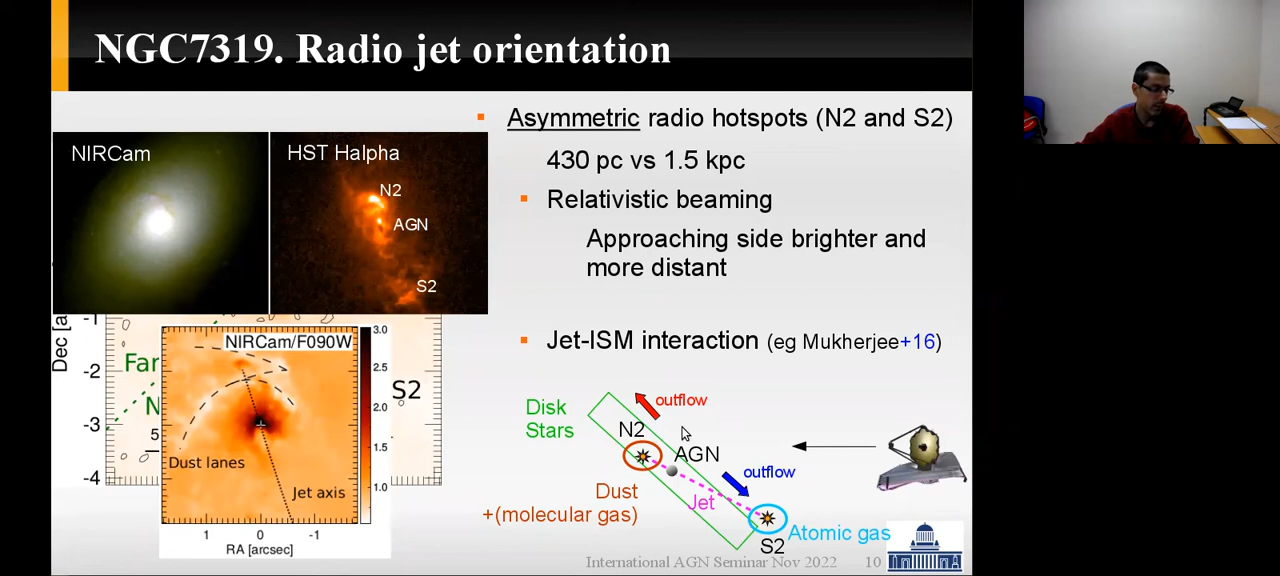 NGC7319. Radio jet orientation
Asymmetric radio hotspots (N2 and S2)
430 pc vs 1.5 kpc
Relativistic beaming
Approaching side brighter and
more distant
Jet-ISM interaction (eg Mukherjee+16)
NIRCam
HST Halpha
N2
AGN
S2
Dec [a
-1
-2
-3
-4
Far
N
5
S2
NIRCam/F090W
3.0
2.5
2.0
1.5
1.0
Dust lanes
Jet axis
1
0
-1
RA [arcsec]
Disk
Stars
outflow
N2
AGN
outflow
Dust
+(molecular gas)
Jet
Atomic gas
S2
International AGN Seminar Nov 2022
10